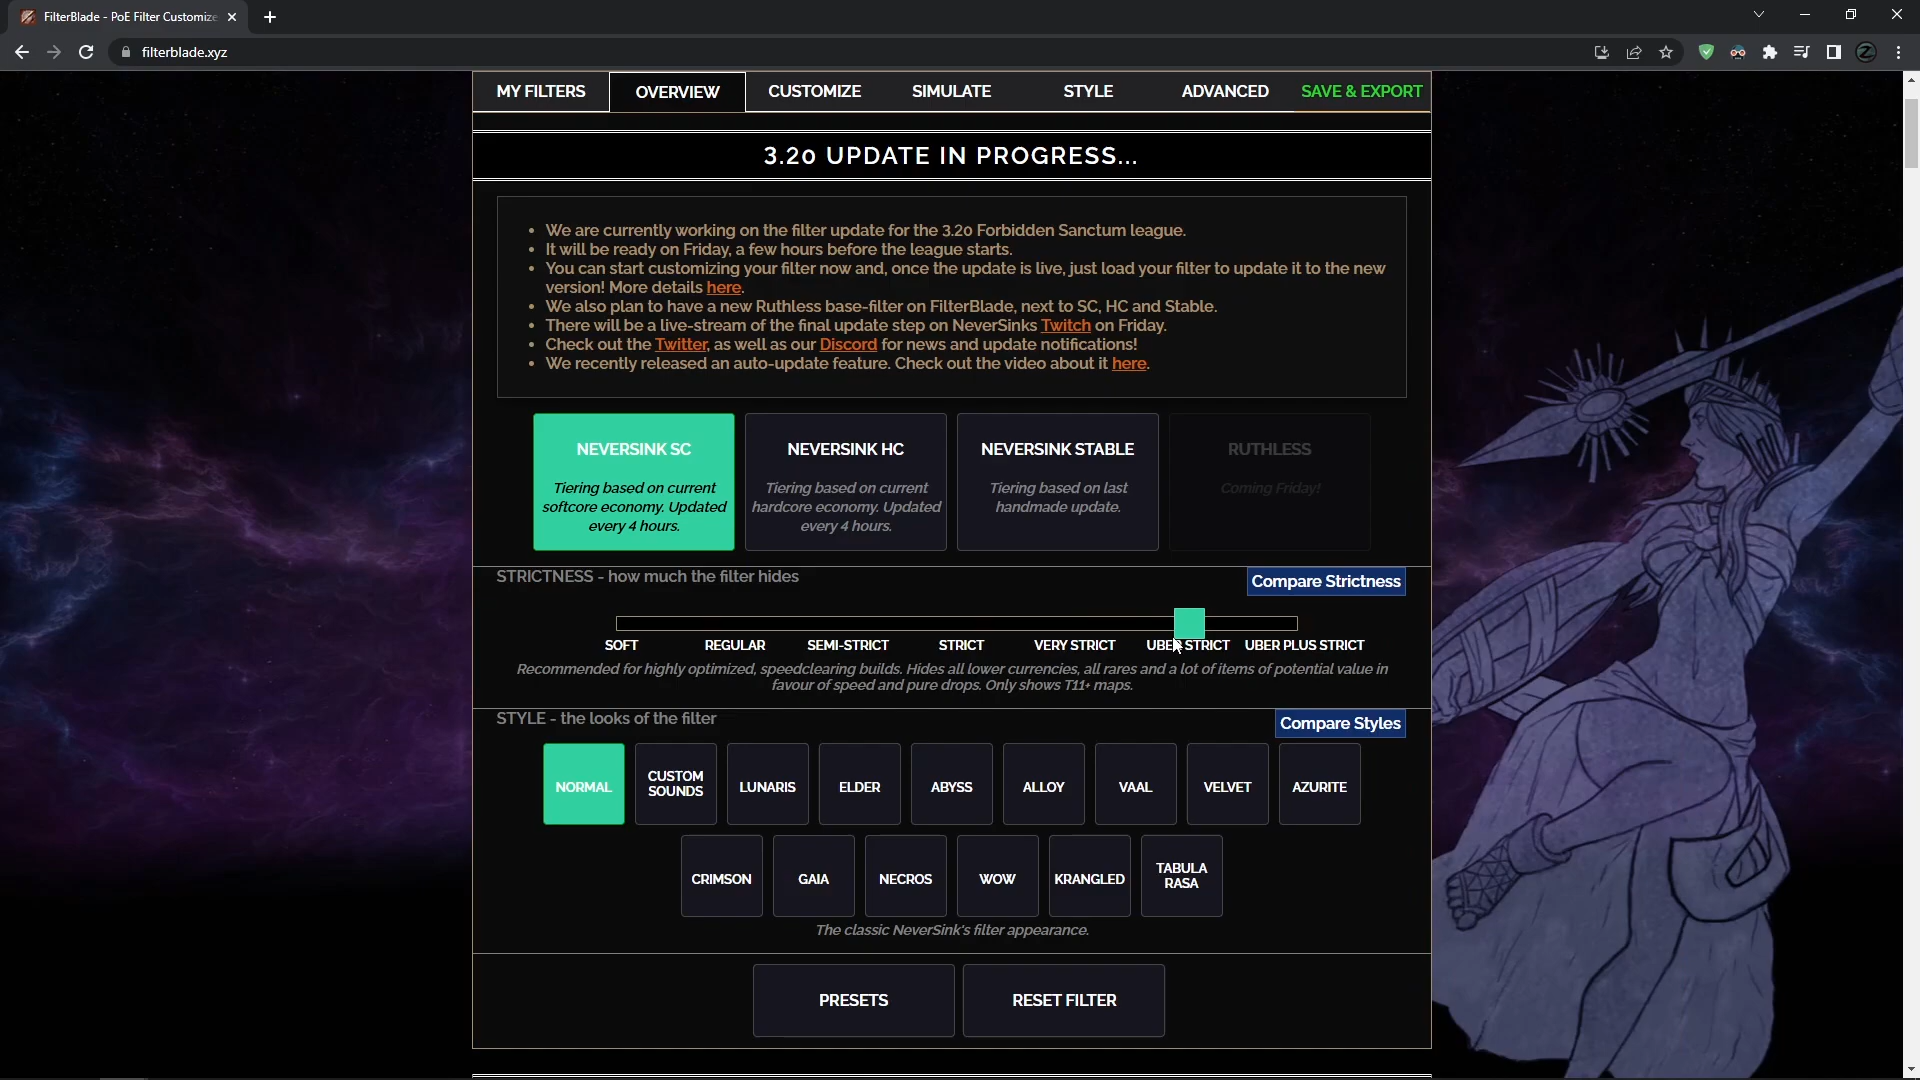 FilterBlade - PoE Filter Customize
filterblade.xyz
MY FILTERS
OVERVIEW
CUSTOMIZE
SIMULATE
STYLE
ADVANCED
SAVE & EXPORT
3.20 UPDATE IN PROGRESS...
• We are currently working on the filter update for the 3.20 Forbidden Sanctum league.
• It will be ready on Friday, a few hours before the league starts.
• You can start customizing your filter now and, once the update is live, just load your filter to update it to the new
version! More details here.
• We also plan to have a new Ruthless base-filter on FilterBlade, next to SC, HC and Stable.
• There will be a live-stream of the final update step on NeverSinks Twitch on Friday.
• Check out the Twitter, as well as our Discord for news and update notifications!
• We recently released an auto-update feature. Check out the video about it here.
NEVERSINK SC
Tiering based on current
softcore economy. Updated
every 4 hours.
NEVERSINK HC
Tiering based on current
hardcore economy. Updated
every 4 hours.
NEVERSINK STABLE
Tiering based on last
handmade update.
RUTHLESS
Coming Friday!
STRICTNESS - how much the filter hides
Compare Strictness
SOFT
REGULAR
SEMI-STRICT
STRICT
VERY STRICT
UBER STRICT
UBER PLUS STRICT
Recommended for highly optimized, speedclearing builds. Hides all lower currencies, all rares and a lot of items of potential value in
favour of speed and pure drops. Only shows T11+ maps.
STYLE - the looks of the filter
Compare Styles
NORMAL
CUSTOM
SOUNDS
LUNARIS
ELDER
ABYSS
ALLOY
VAAL
VELVET
AZURITE
CRIMSON
GAIA
NECROS
WOW
KRANGLED
TABULA
RASA
The classic NeverSink's filter appearance.
PRESETS
RESET FILTER